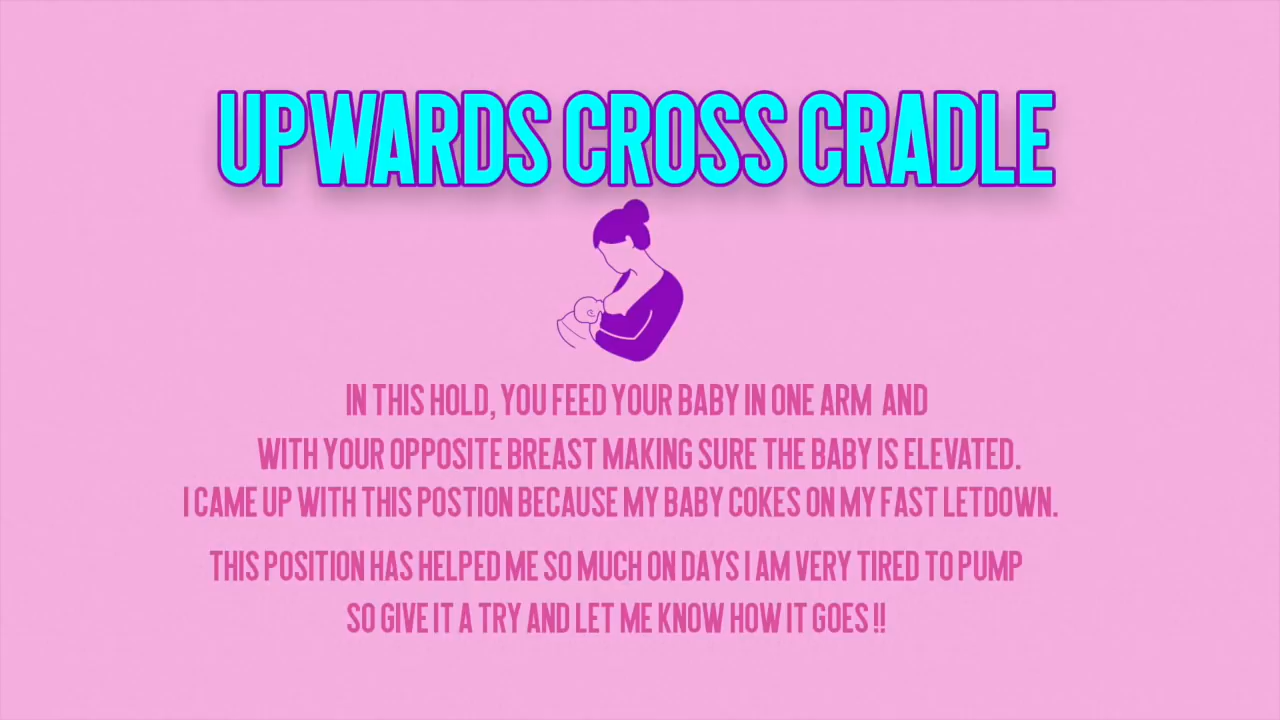 UPWARDS CROSS CRADLE
IN THIS HOLD, YOU FEED YOUR BABY IN ONE ARM AND
WITH YOUR OPPOSITE BREAST MAKING SURE THE BABY IS ELEVATED.
I CAME UP WITH THIS POSTION BECAUSE MY BABY COKES ON MY FAST LETDOWN.
THIS POSITION HAS HELPED ME SO MUCH ON DAYS I AM VERY TIRED TO PUMP
SO GIVE IT A TRY AND LET ME KNOW HOW IT GOES !!